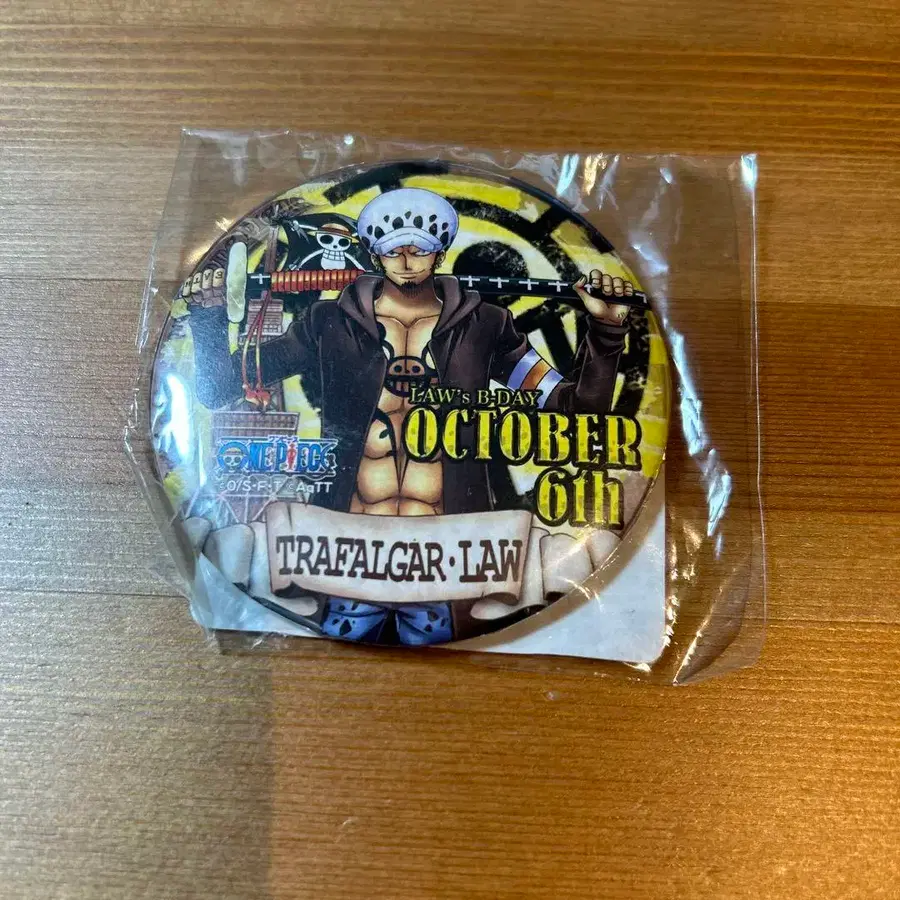 LAW's B-DAY
OCTOBER
6th
ONE PIECE
TRAFALGAR・LAW